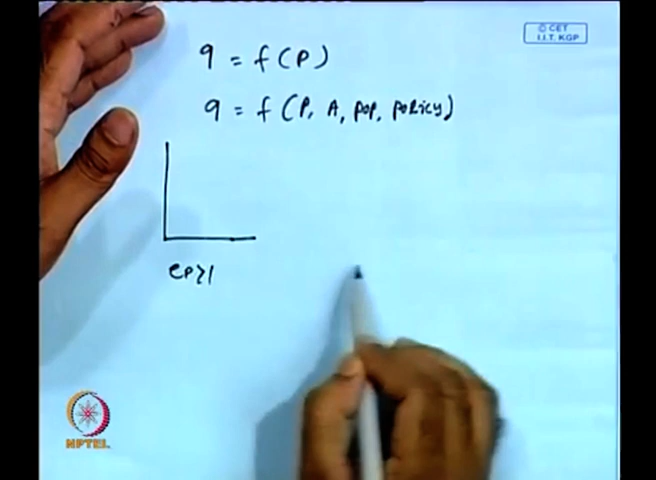 © CET
I.I.T. KGP
q = f(P)
q = f(P, A, pop, policy)
ep≥1
NPTEL